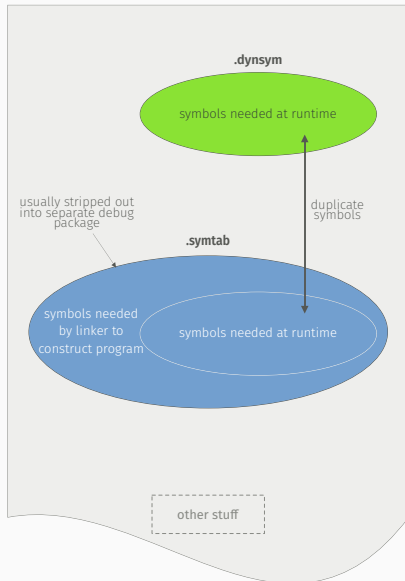 .dynsym
symbols needed at runtime
duplicate
symbols
usually stripped out
into separate debug
package
.symtab
symbols needed
by linker to
construct program
symbols needed at runtime
other stuff